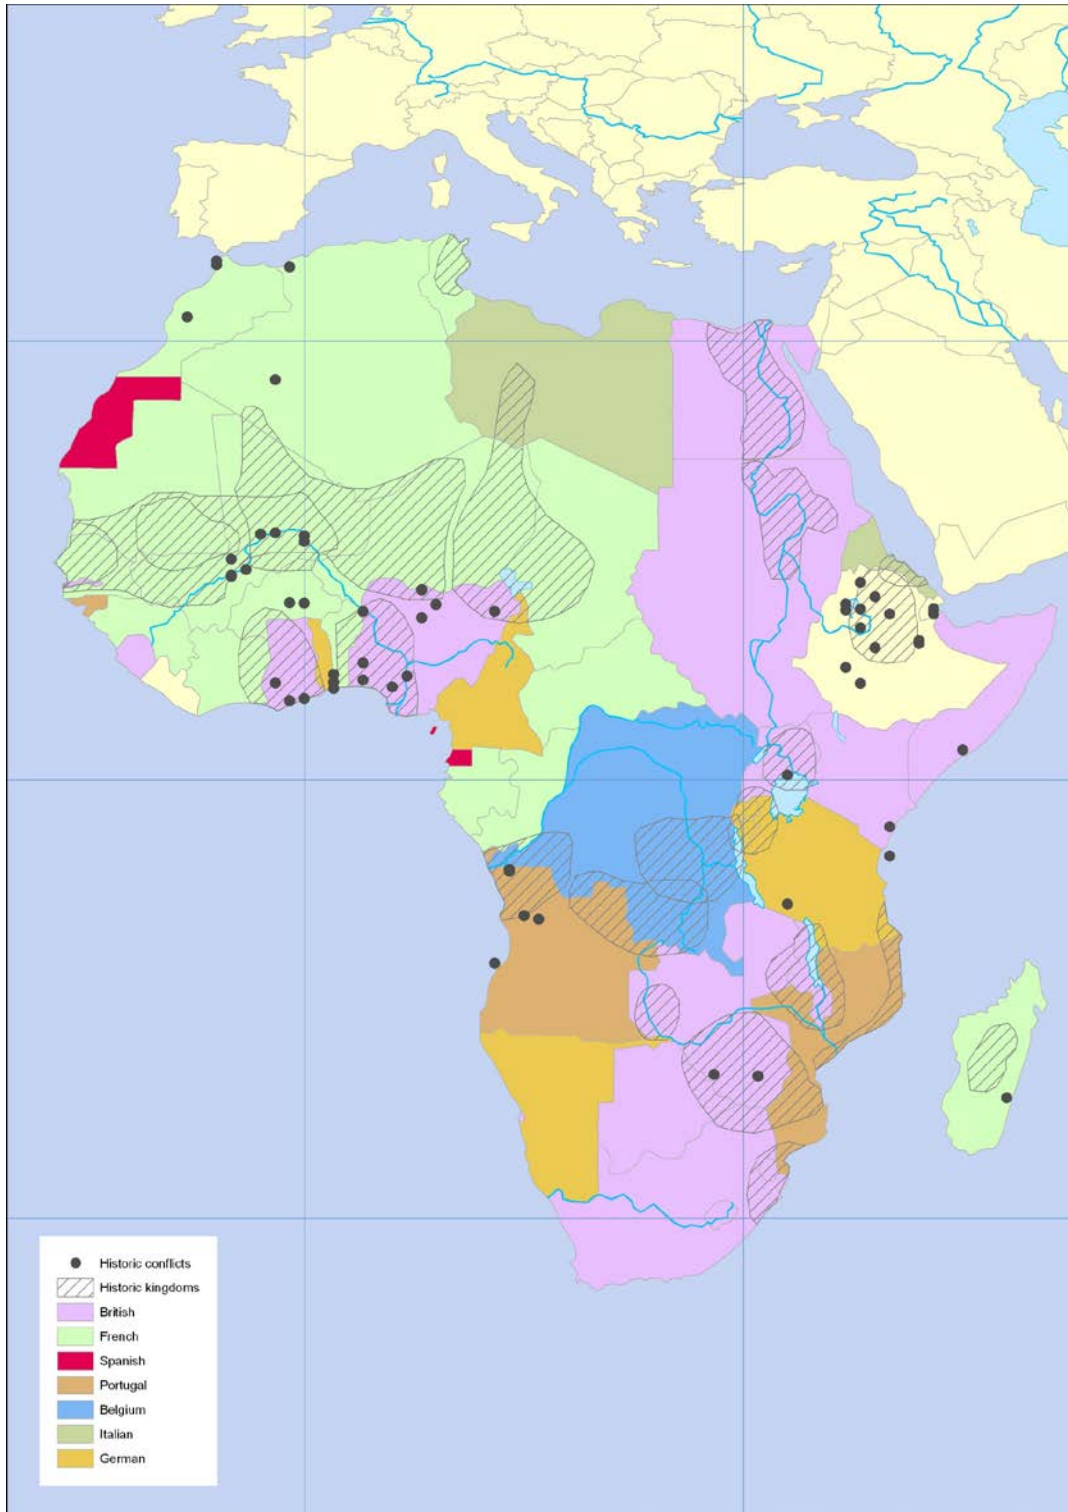 Historic conflicts
Historic kingdoms
British
French
Spanish
Portugal
Belgium
Italian
German